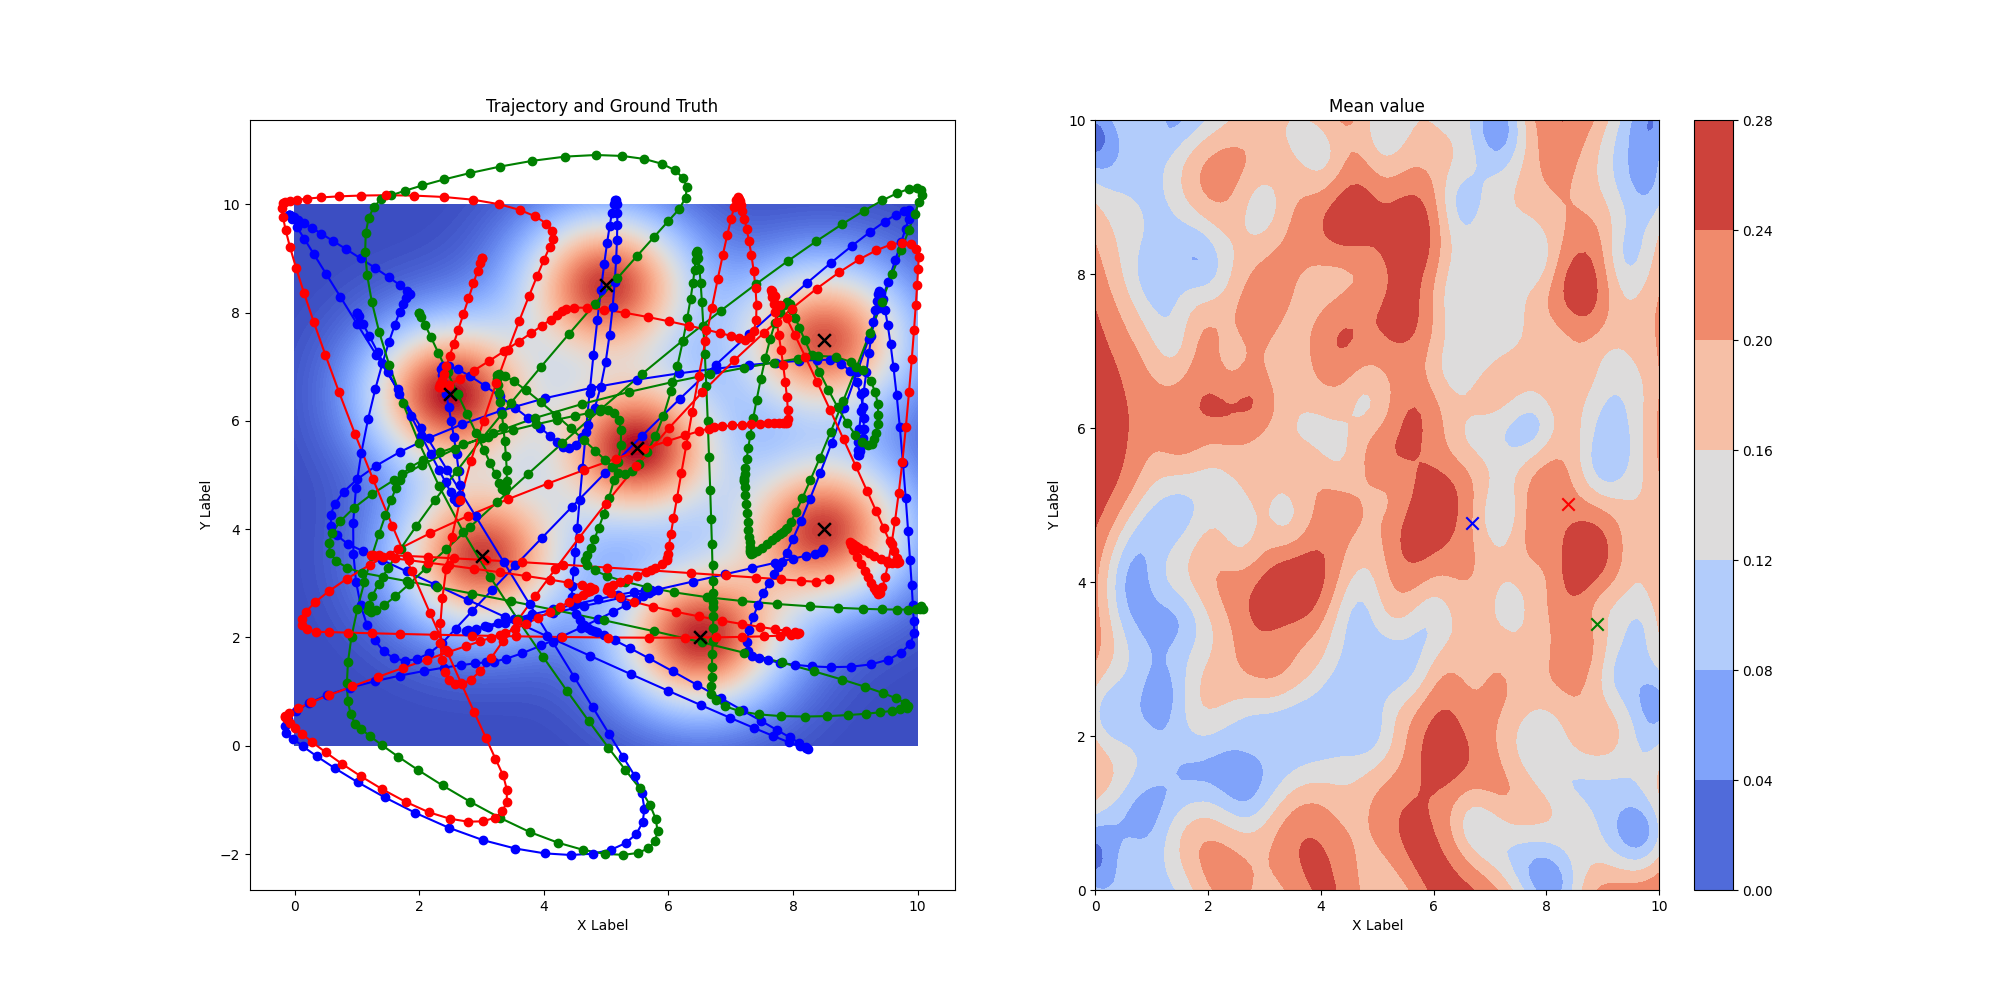 Trajectory and Ground Truth
Y Label
10
8
6
4
2
0
−2
0 2 4 6 8 10
X Label
Mean value
Y Label
10
8
6
4
2
0
0 2 4 6 8 10
X Label
0.28
0.24
0.20
0.16
0.12
0.08
0.04
0.00